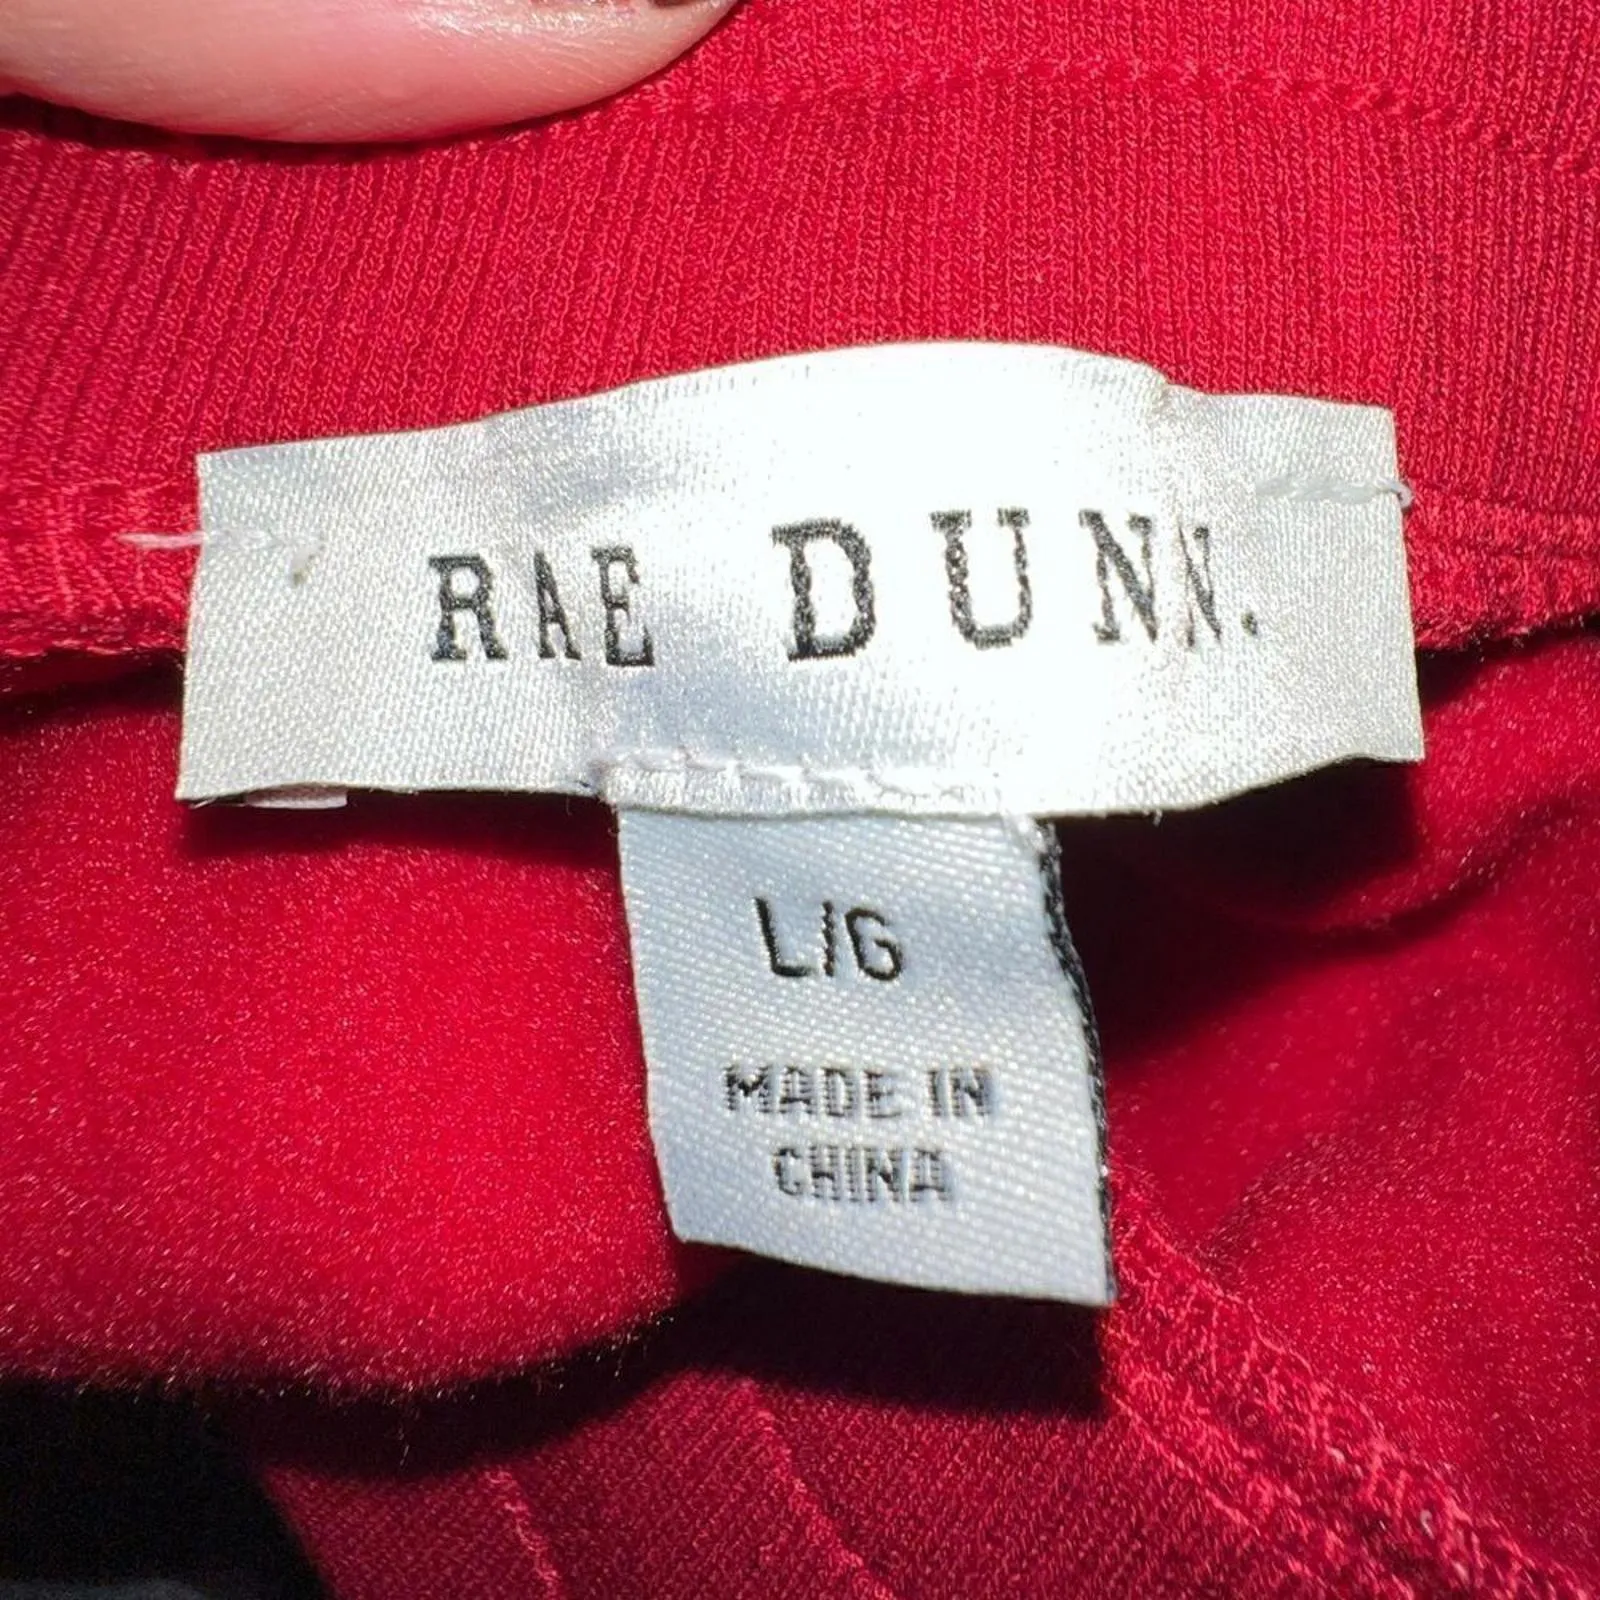 RAE DUNN.
L/G
MADE IN
CHINA